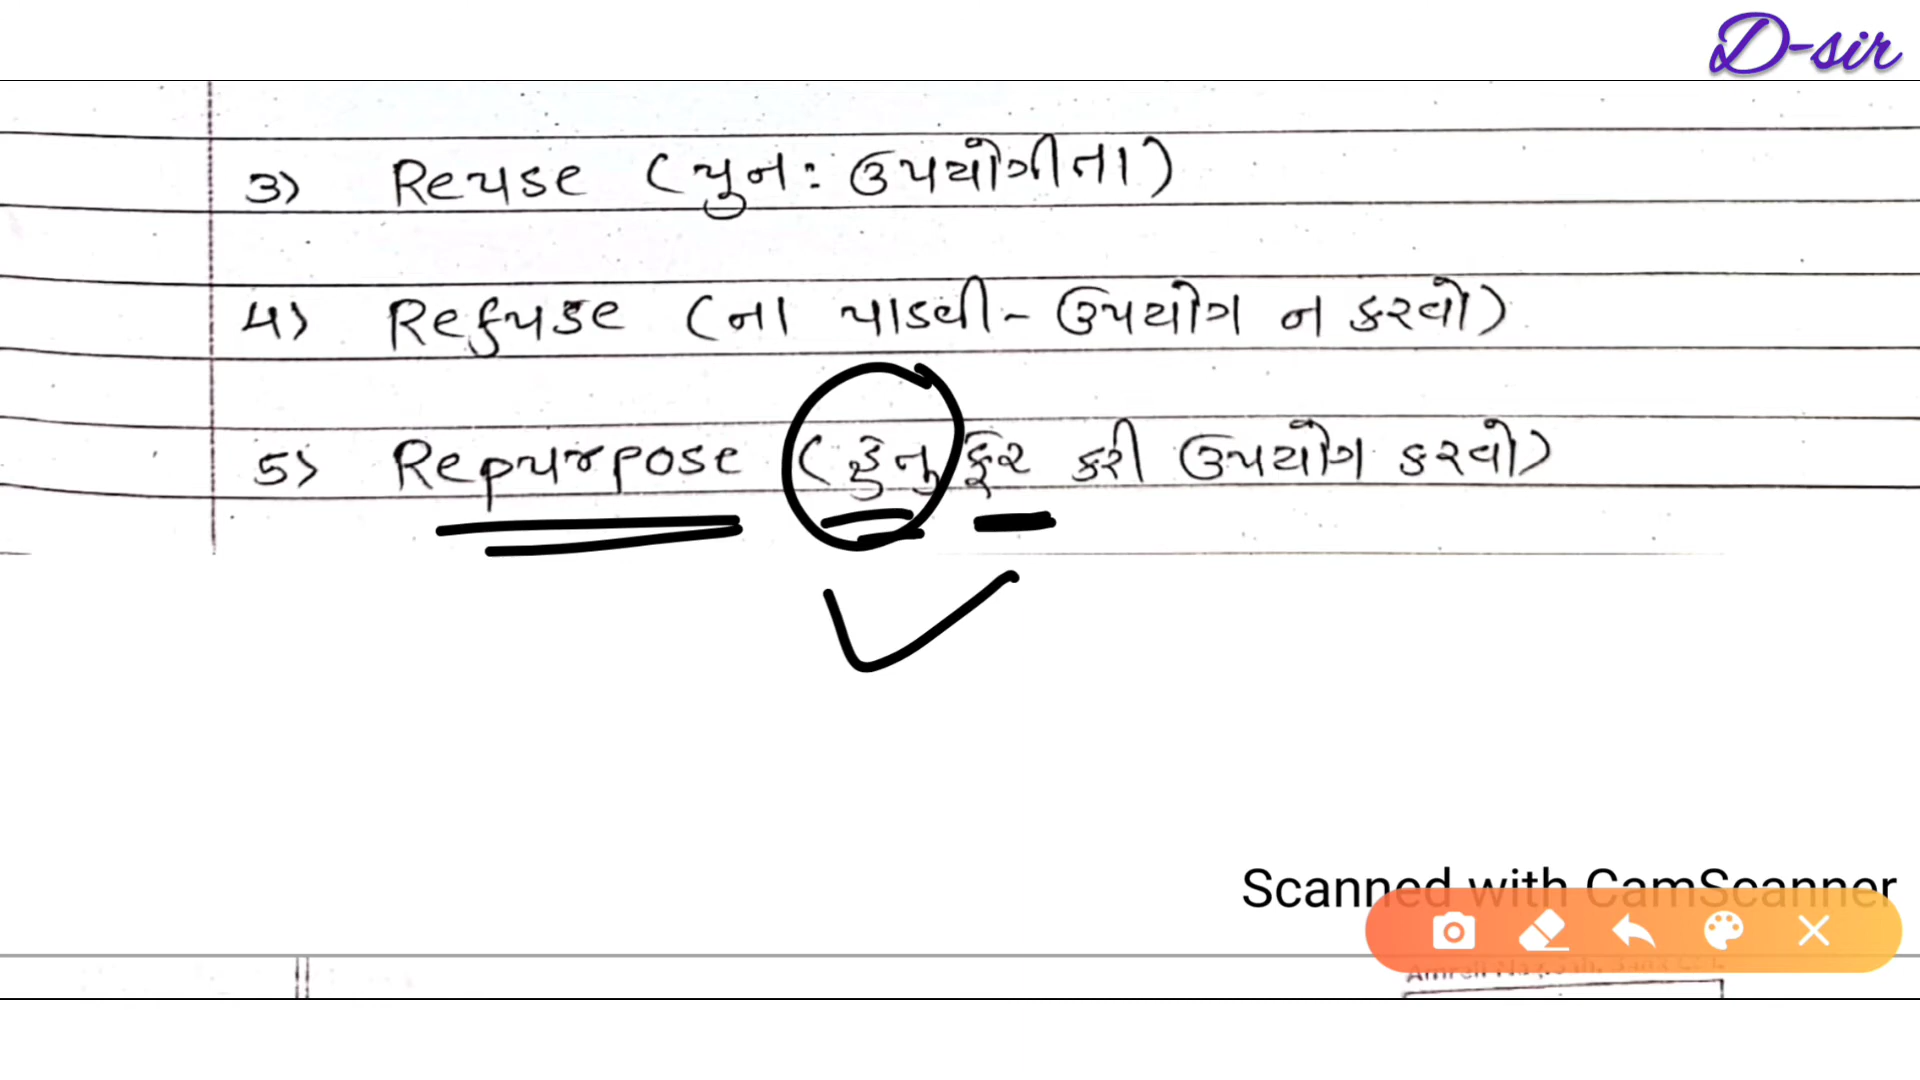 D-sir
3) Reuse (પુનઃ ઉપયોગીતા)
4) Refuse (ના પાડવી - ઉપયોગ ન કરવો)
5) Repurpose (હેતુ ફેર કરી ઉપયોગ કરવો)
Scanned with CamScanner